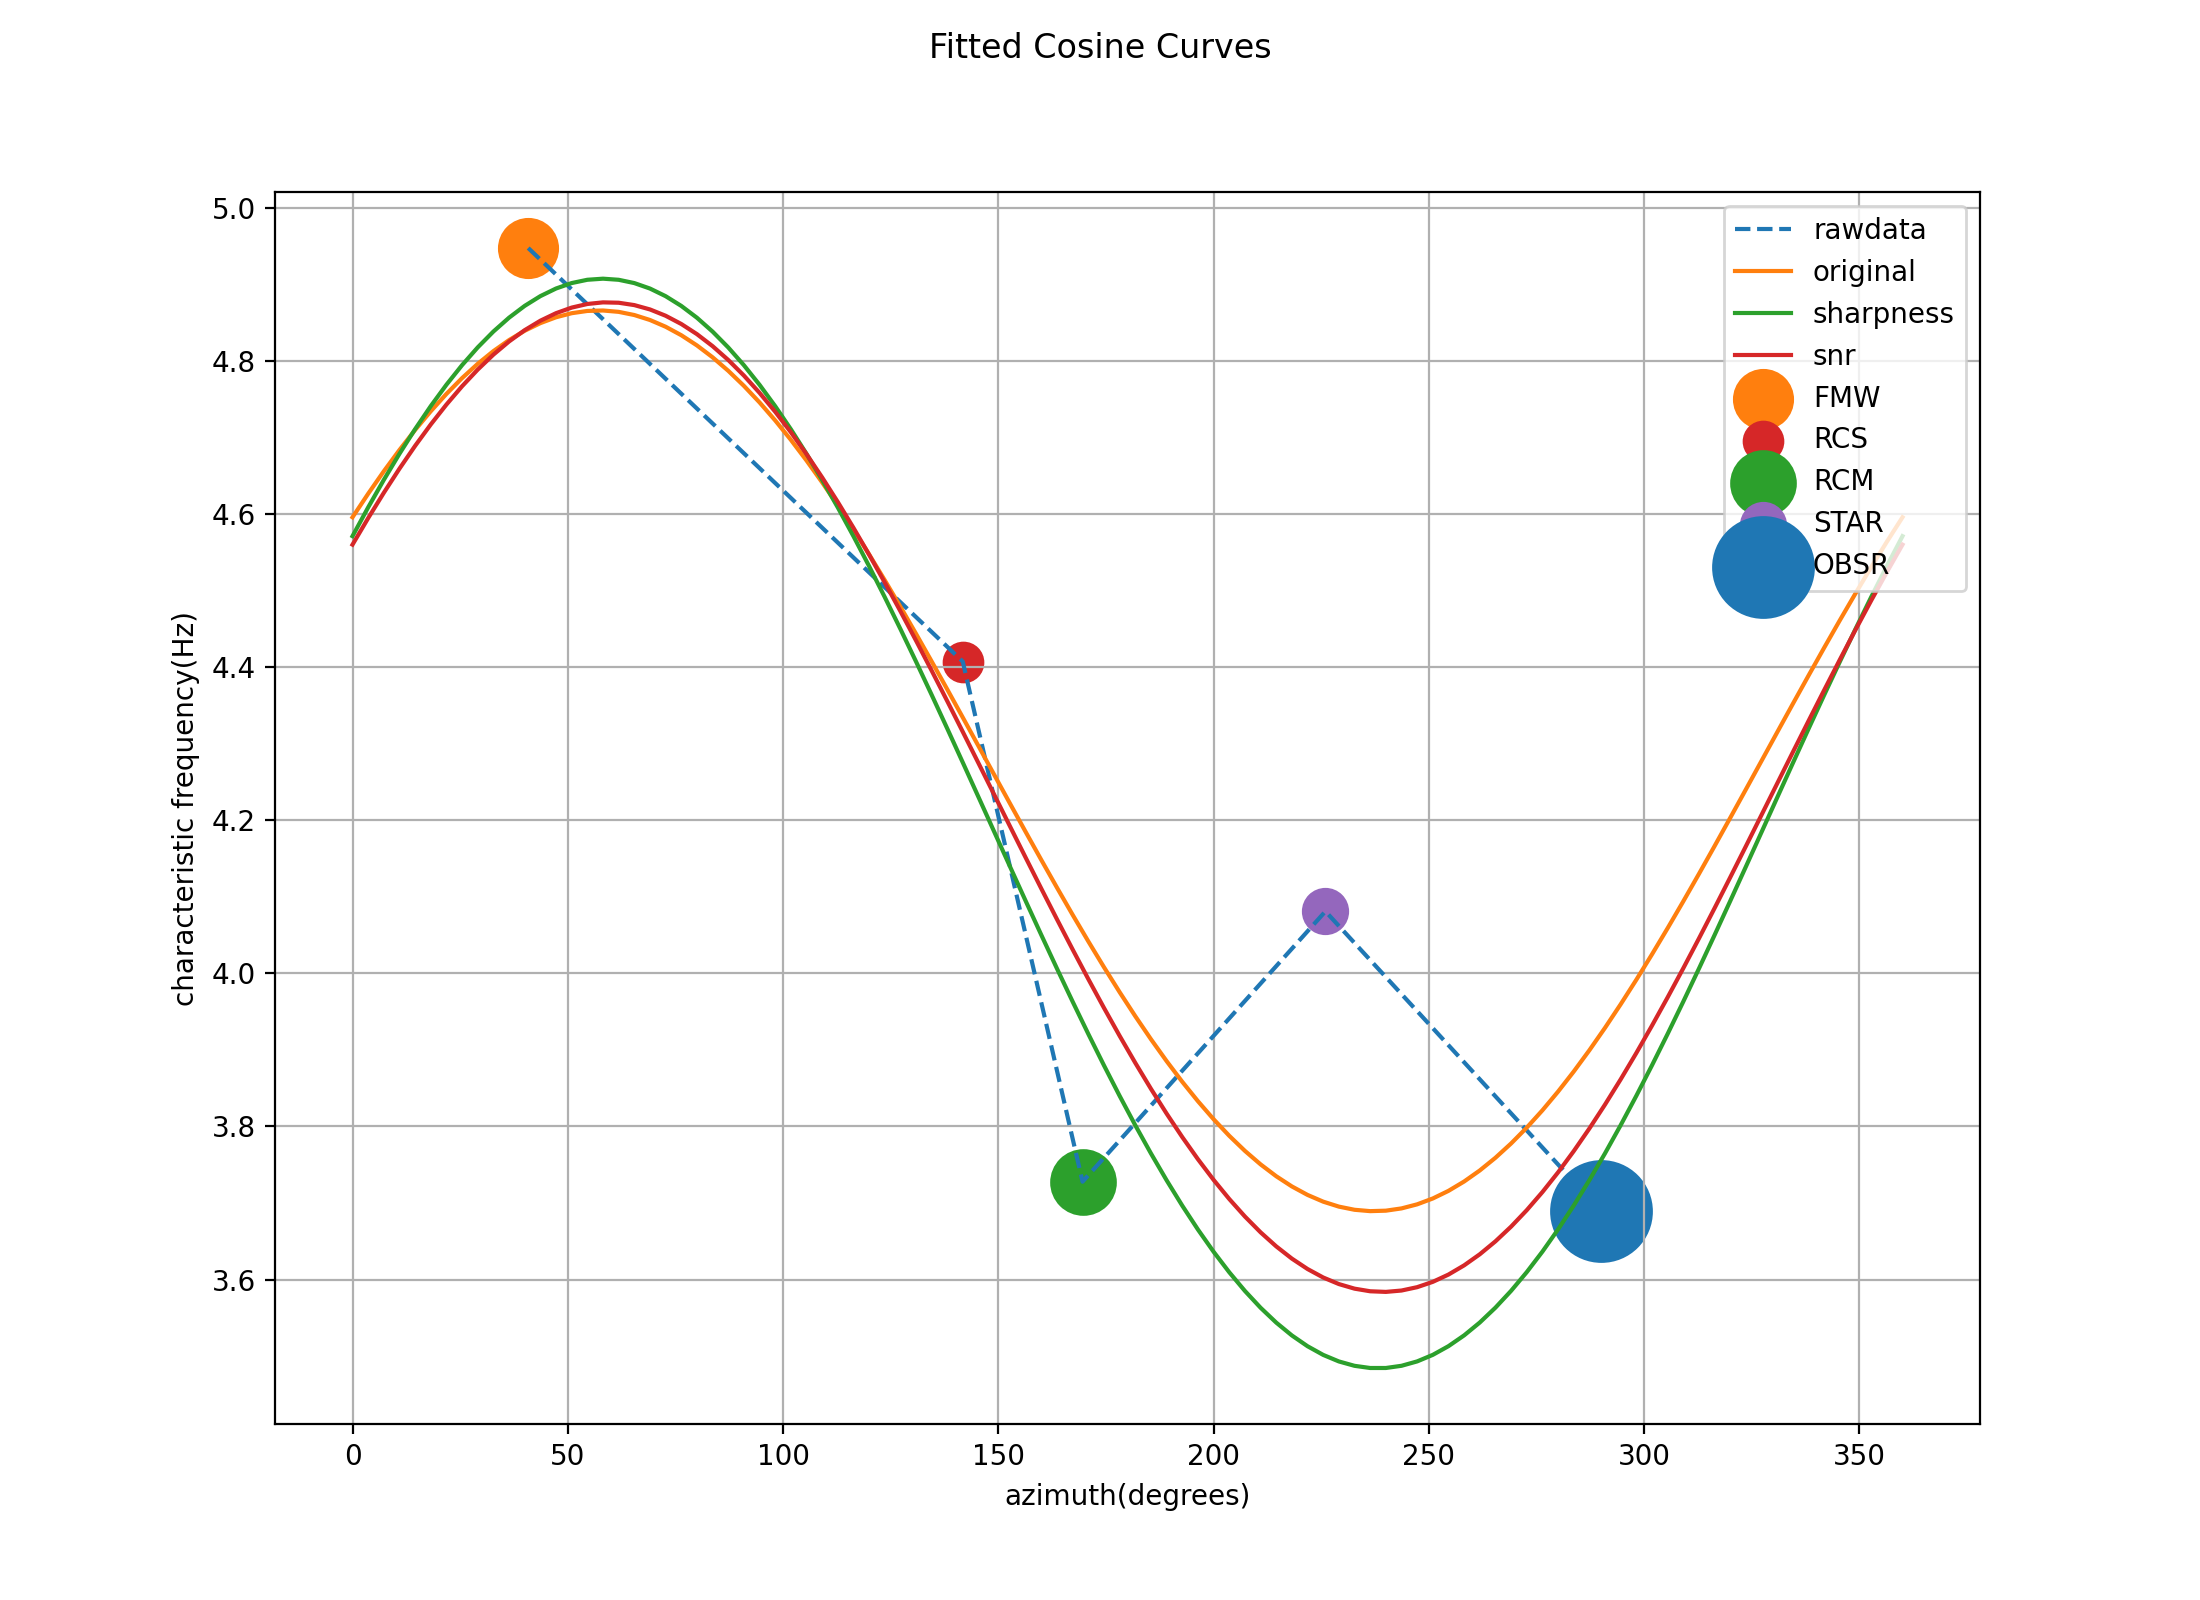 Fitted Cosine Curves
5.0
4.8
4.6
4.4
4.2
4.0
3.8
3.6
characteristic frequency(Hz)
rawdata
original
sharpness
snr
FMW
RCS
RCM
STAR
OBSR
0 50 100 150 200 250 300 350
azimuth(degrees)